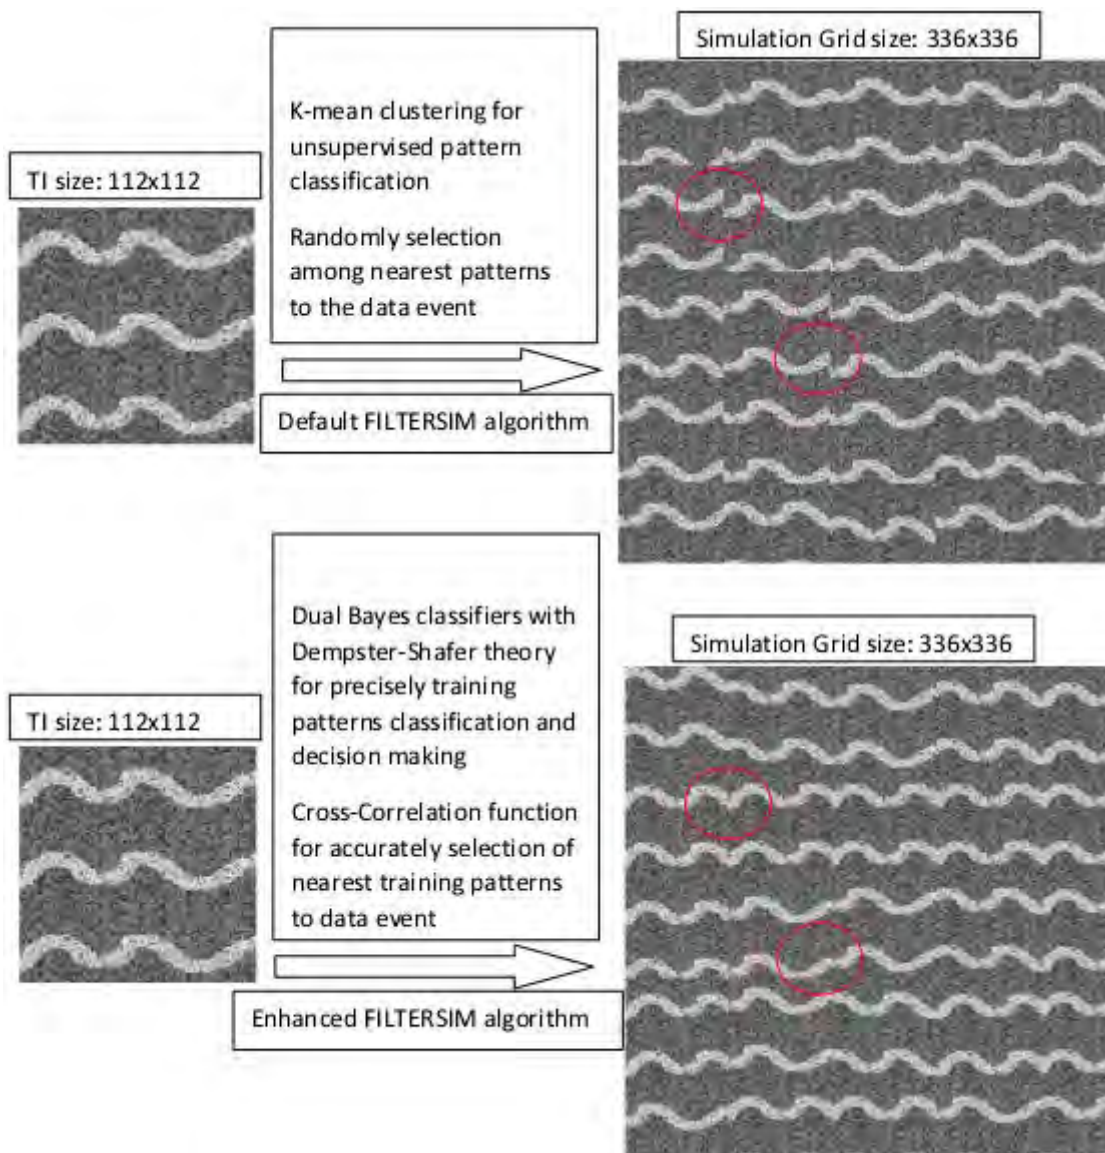 TI size: 112x112
K-mean clustering for
unsupervised pattern
classification
Randomly selection
among nearest patterns
to the data event
Default FILTERSIM algorithm
Simulation Grid size: 336x336
TI size: 112x112
Dual Bayes classifiers with
Dempster-Shafer theory
for precisely training
patterns classification and
decision making
Cross-Correlation function
for accurately selection of
nearest training patterns
to data event
Enhanced FILTERSIM algorithm
Simulation Grid size: 336x336